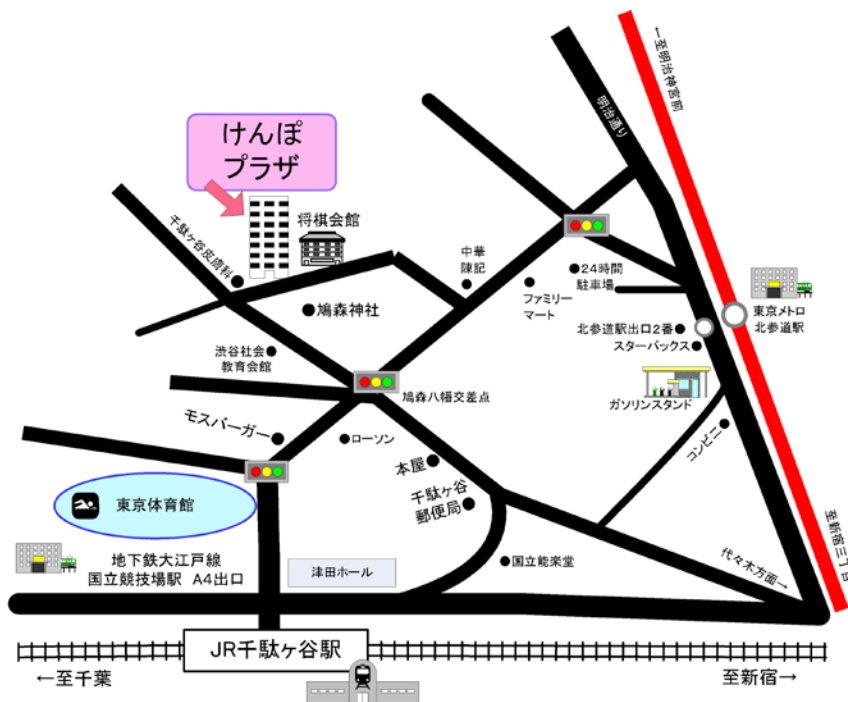 ←至明治神宮前
明治通り
けんぽ
プラザ
千駄ヶ谷皮膚科
将棋会館
中華
陳記
24時間
駐車場
ファミリー
マート
東京メトロ
北参道駅
鳩森神社
北参道駅出口2番
スターバックス
渋谷社会
教育会館
鳩森八幡交差点
ガソリンスタンド
モスバーガー
ローソン
コンビニ
本屋
千駄ヶ谷
郵便局
東京体育館
地下鉄大江戸線
国立競技場駅 A4出口
津田ホール
国立能楽堂
代々木方面→
至新宿三丁目
JR千駄ヶ谷駅
←至千葉
至新宿→